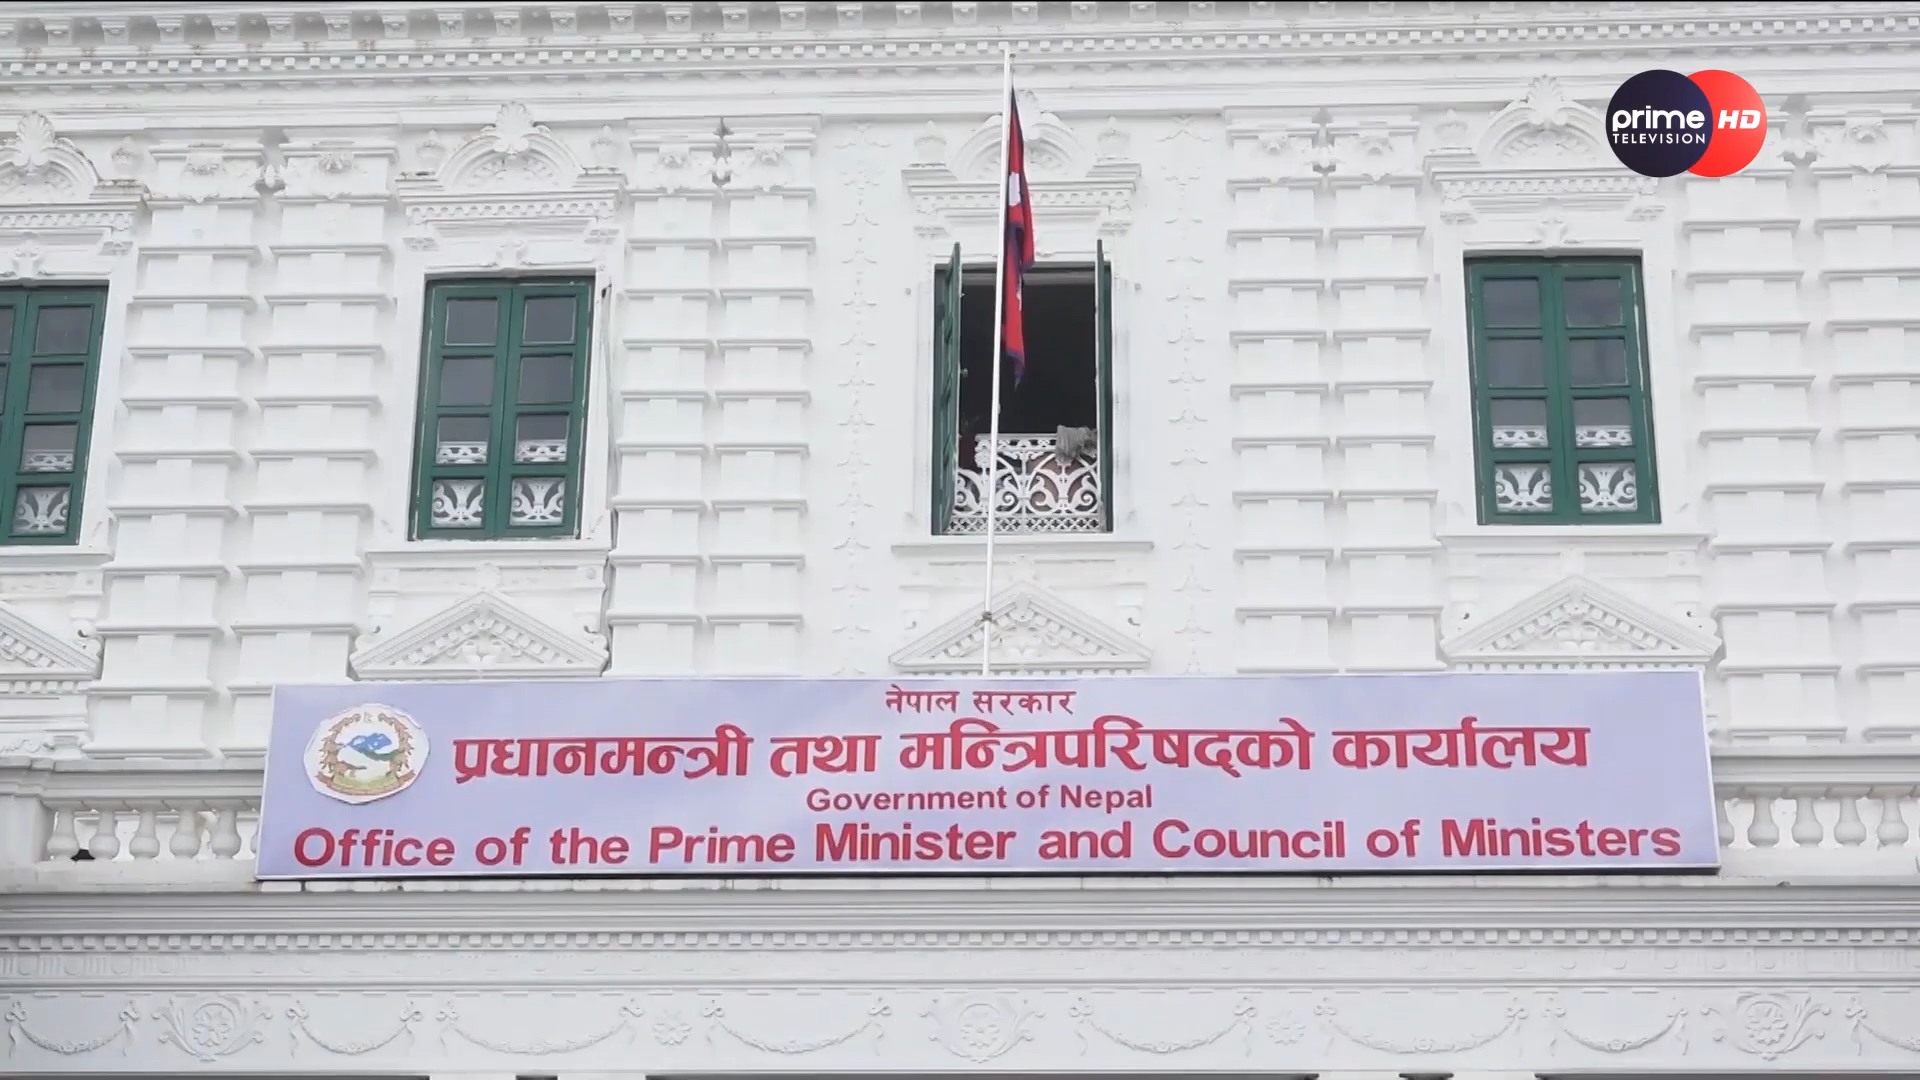 prime HD
TELEVISION
नेपाल सरकार
प्रधानमन्त्री तथा मन्त्रिपरिषद्को कार्यालय
Government of Nepal
Office of the Prime Minister and Council of Ministers